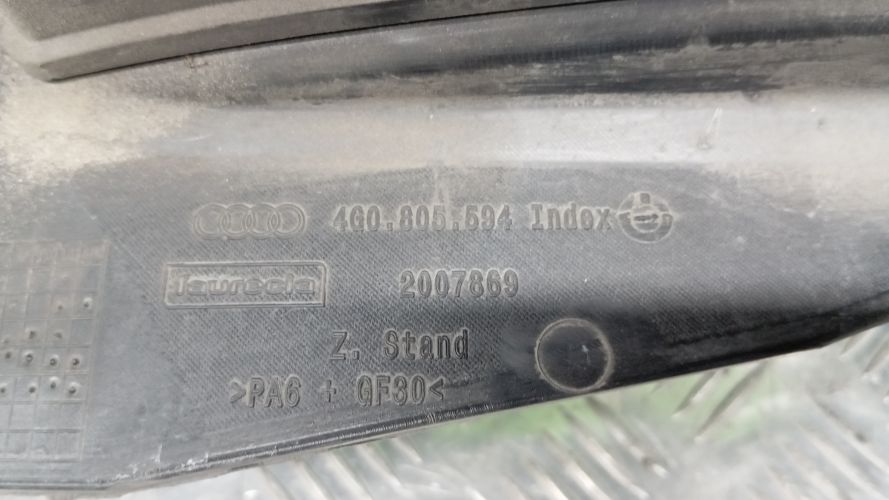 4G0.805.594 Index
faurecia 2007869
Z. Stand
>PA6 + GF30<